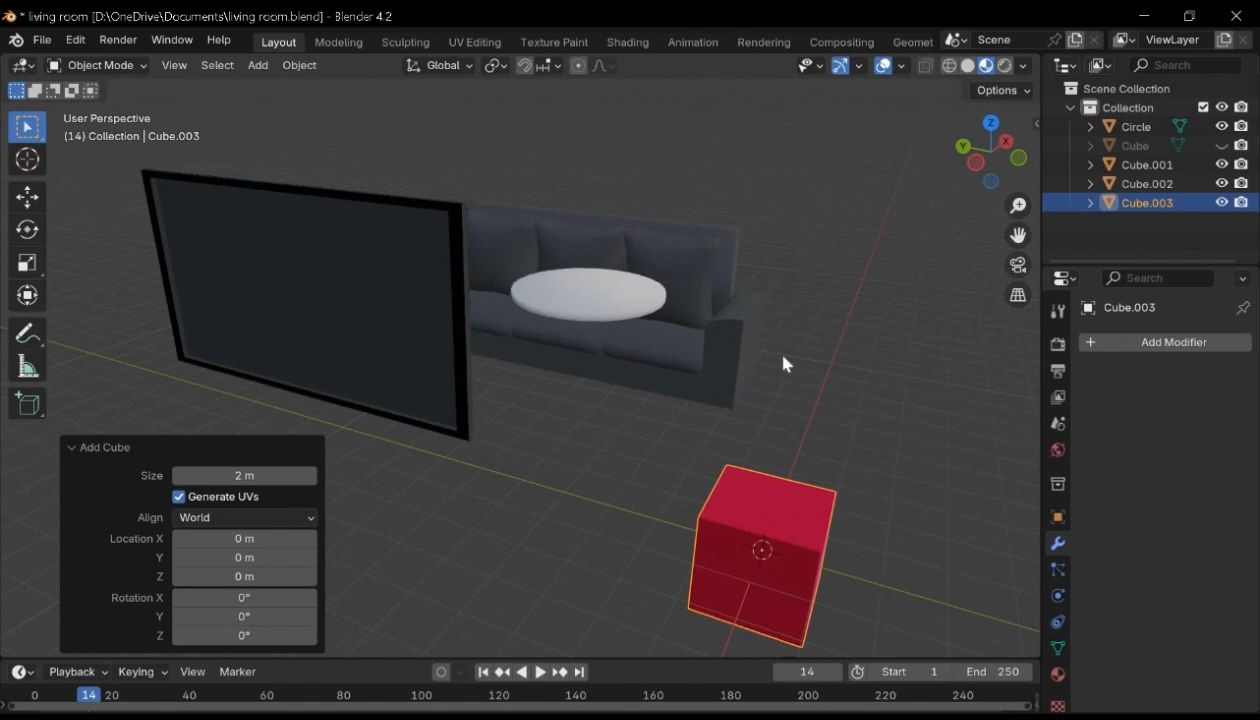 * living room [D:\OneDrive\Documents\living room.blend] - Blender 4.2
File Edit Render Window Help Layout Modeling Sculpting UV Editing Texture Paint Shading Animation Rendering Compositing Geomet Scene ViewLayer
Object Mode View Select Add Object Global Search
Options
Scene Collection
Collection
Circle
Cube
Cube.001
Cube.002
Cube.003
User Perspective
(14) Collection | Cube.003
Z
X
Y
Search
Cube.003
+ Add Modifier
Add Cube
Size 2 m
Generate UVs
Align World
Location X 0 m
Y 0 m
Z 0 m
Rotation X 0°
Y 0°
Z 0°
Playback Keying View Marker 14 Start 1 End 250
0 14 20 40 60 80 100 120 140 160 180 200 220 240